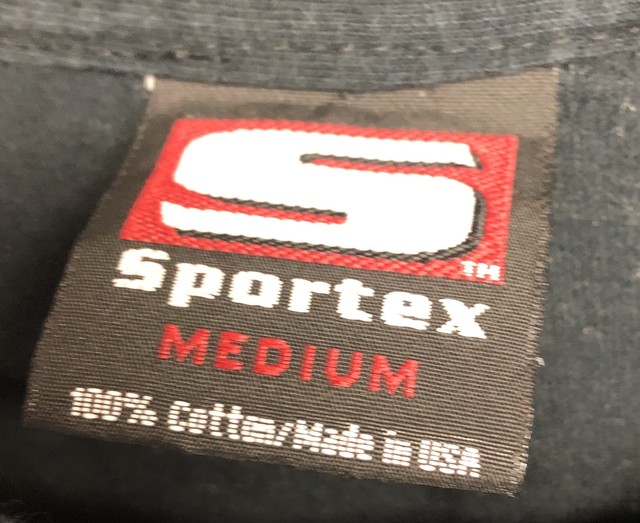 S
TM
Sportex
MEDIUM
100% Cotton/Made in USA